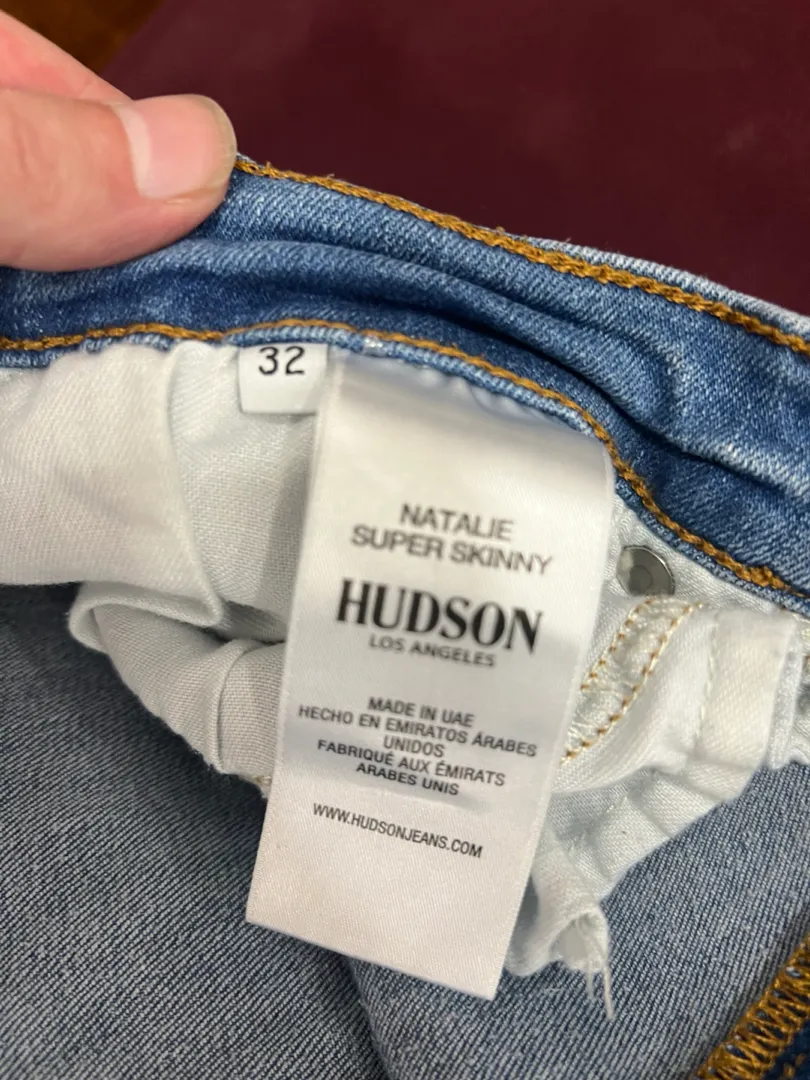 32
NATALIE
SUPER SKINNY
HUDSON
LOS ANGELES
MADE IN UAE
HECHO EN EMIRATOS ÁRABES
UNIDOS
FABRIQUÉ AUX ÉMIRATS
ARABES UNIS
WWW.HUDSONJEANS.COM